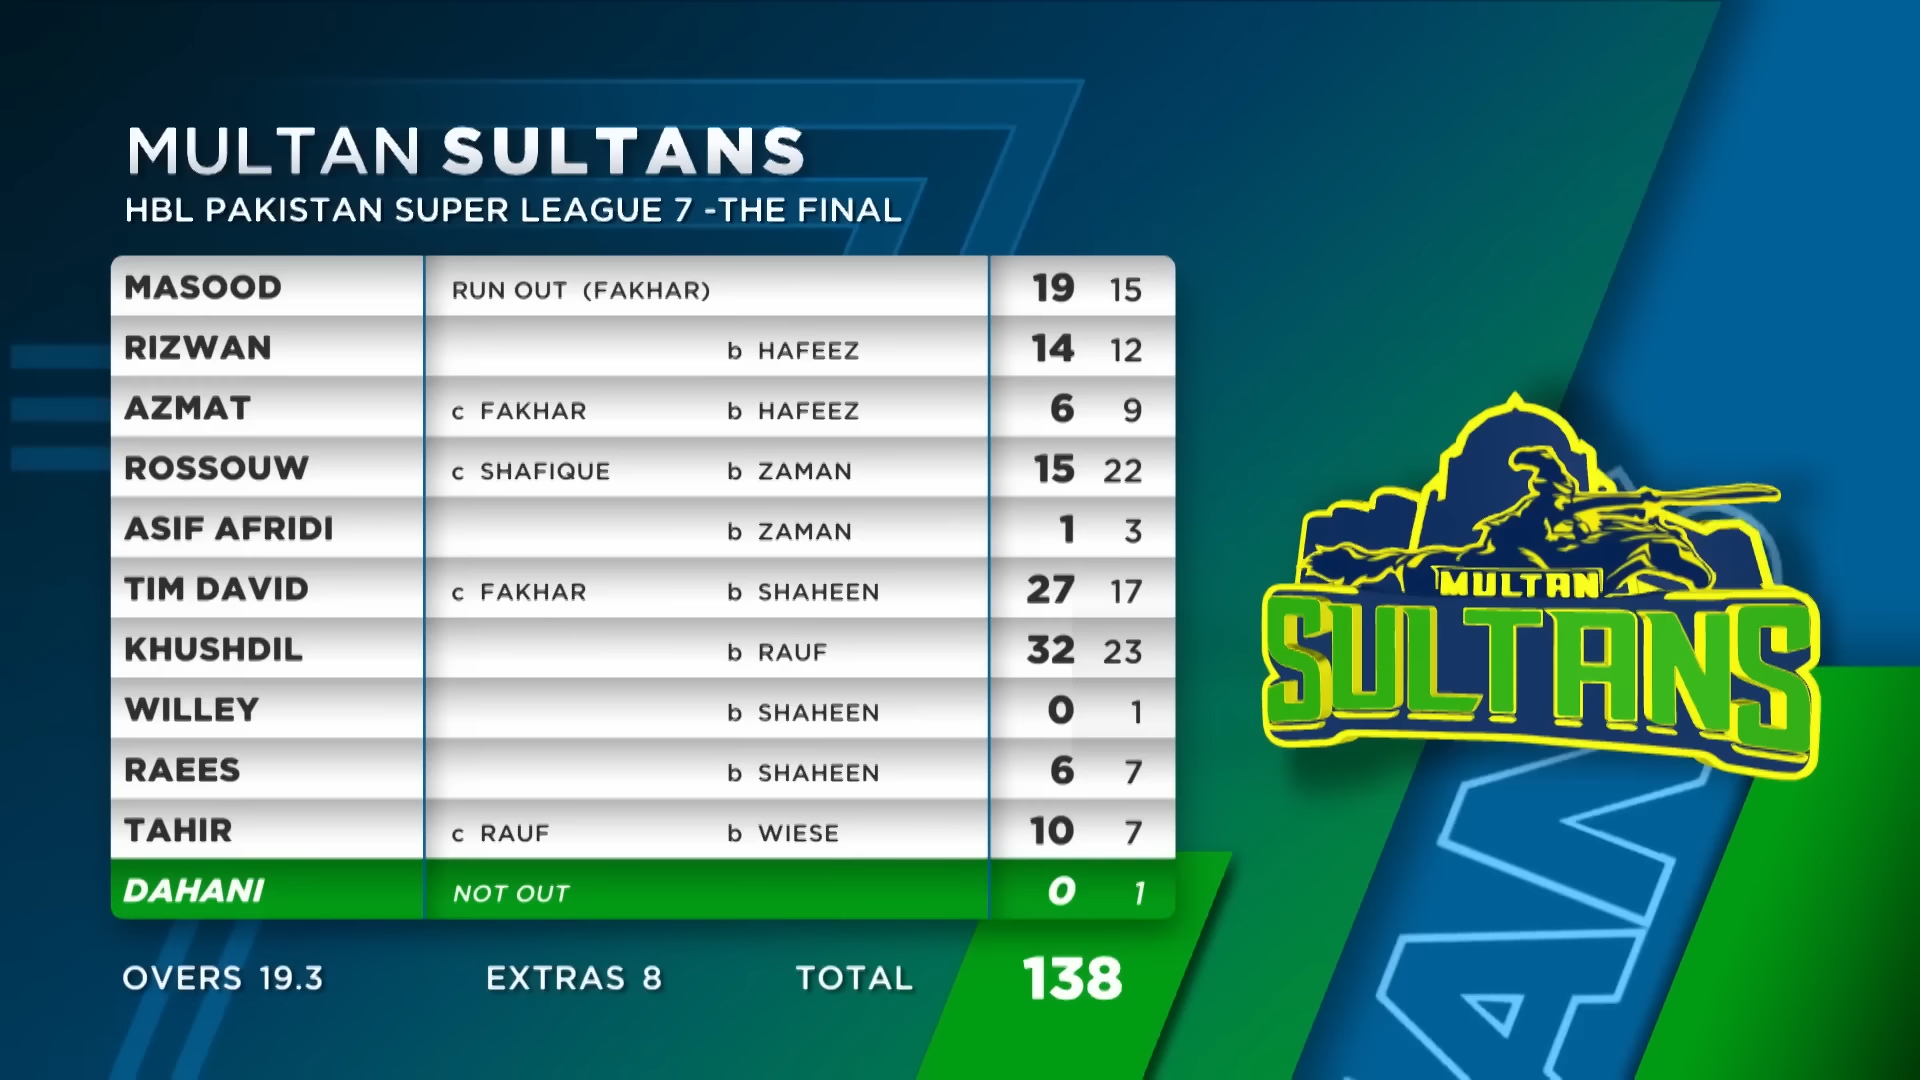 MULTAN SULTANS
HBL PAKISTAN SUPER LEAGUE 7 -THE FINAL
MASOOD RUN OUT (FAKHAR) 19 15
RIZWAN b HAFEEZ 14 12
AZMAT c FAKHAR b HAFEEZ 6 9
ROSSOUW c SHAFIQUE b ZAMAN 15 22
ASIF AFRIDI b ZAMAN 1 3
TIM DAVID c FAKHAR b SHAHEEN 27 17
KHUSHDIL b RAUF 32 23
WILLEY b SHAHEEN 0 1
RAEES b SHAHEEN 6 7
TAHIR c RAUF b WIESE 10 7
DAHANI NOT OUT 0 1
OVERS 19.3 EXTRAS 8 TOTAL 138
MULTAN
SULTANS